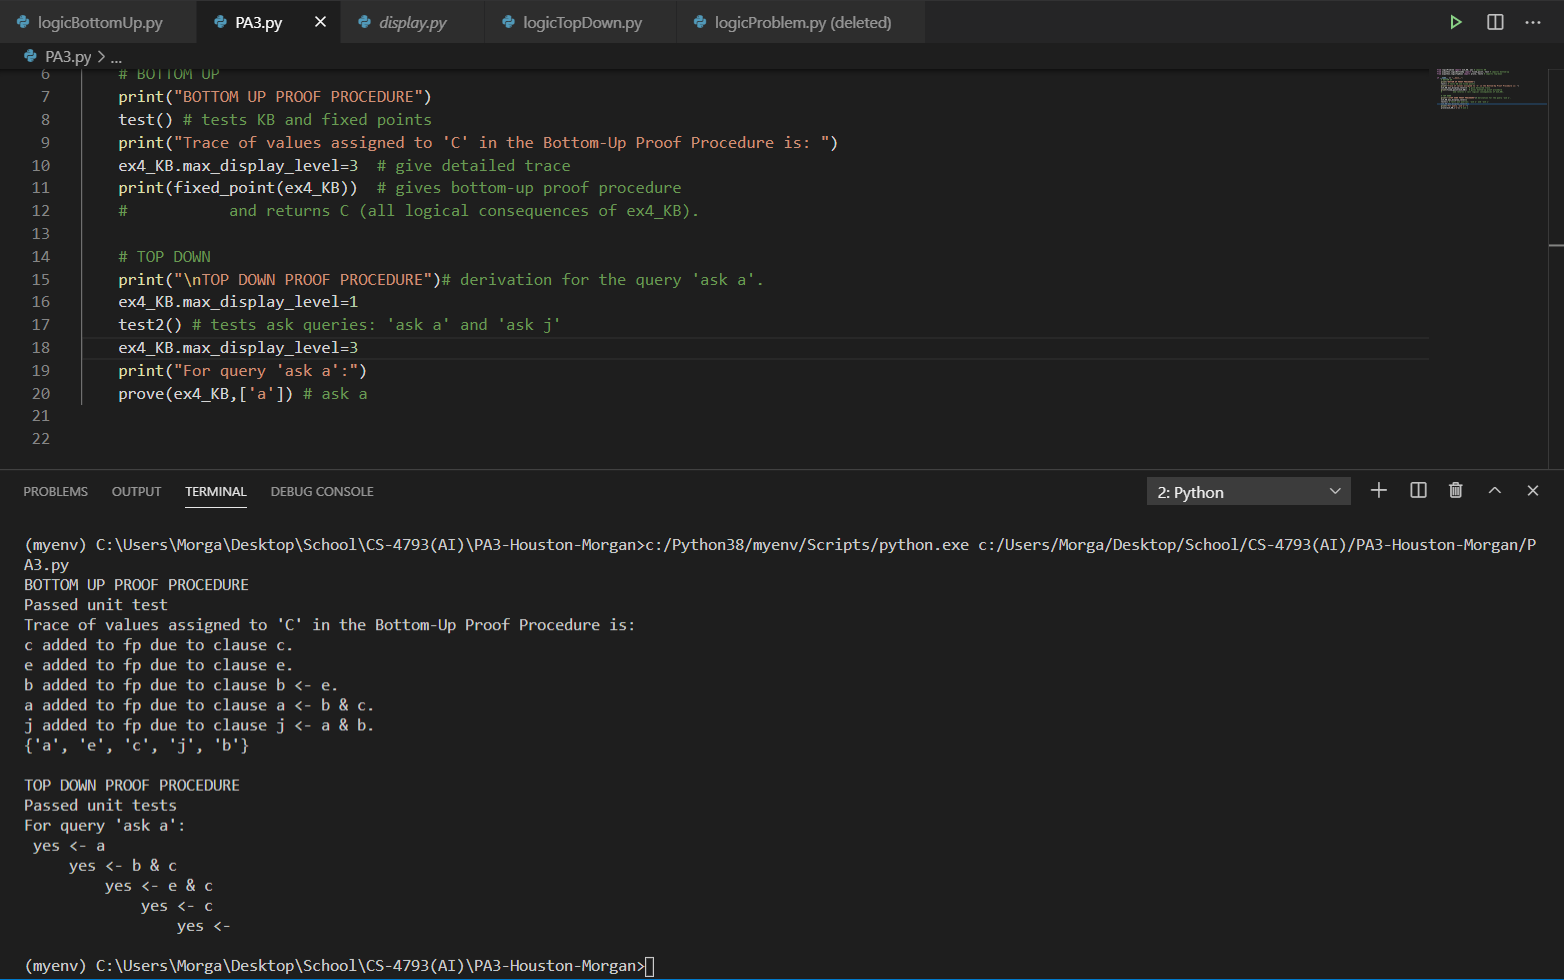 logicBottomUp.py PA3.py display.py logicTopDown.py logicProblem.py (deleted)
PA3.py > ...
6 # BOTTOM UP
7 print("BOTTOM UP PROOF PROCEDURE")
8 test() # tests KB and fixed points
9 print("Trace of values assigned to 'C' in the Bottom-Up Proof Procedure is: ")
10 ex4_KB.max_display_level=3  # give detailed trace
11 print(fixed_point(ex4_KB))  # gives bottom-up proof procedure
12 #           and returns C (all logical consequences of ex4_KB).
13
14 # TOP DOWN
15 print("\nTOP DOWN PROOF PROCEDURE")# derivation for the query 'ask a'.
16 ex4_KB.max_display_level=1
17 test2() # tests ask queries: 'ask a' and 'ask j'
18 ex4_KB.max_display_level=3
19 print("For query 'ask a':")
20 prove(ex4_KB,['a']) # ask a
21
22
PROBLEMS OUTPUT TERMINAL DEBUG CONSOLE 2: Python
(myenv) C:\Users\Morga\Desktop\School\CS-4793(AI)\PA3-Houston-Morgan>c:/Python38/myenv/Scripts/python.exe c:/Users/Morga/Desktop/School/CS-4793(AI)/PA3-Houston-Morgan/P
A3.py
BOTTOM UP PROOF PROCEDURE
Passed unit test
Trace of values assigned to 'C' in the Bottom-Up Proof Procedure is:
c added to fp due to clause c.
e added to fp due to clause e.
b added to fp due to clause b <- e.
a added to fp due to clause a <- b & c.
j added to fp due to clause j <- a & b.
{'a', 'e', 'c', 'j', 'b'}
TOP DOWN PROOF PROCEDURE
Passed unit tests
For query 'ask a':
 yes <- a
     yes <- b & c
         yes <- e & c
             yes <- c
                 yes <-
(myenv) C:\Users\Morga\Desktop\School\CS-4793(AI)\PA3-Houston-Morgan>